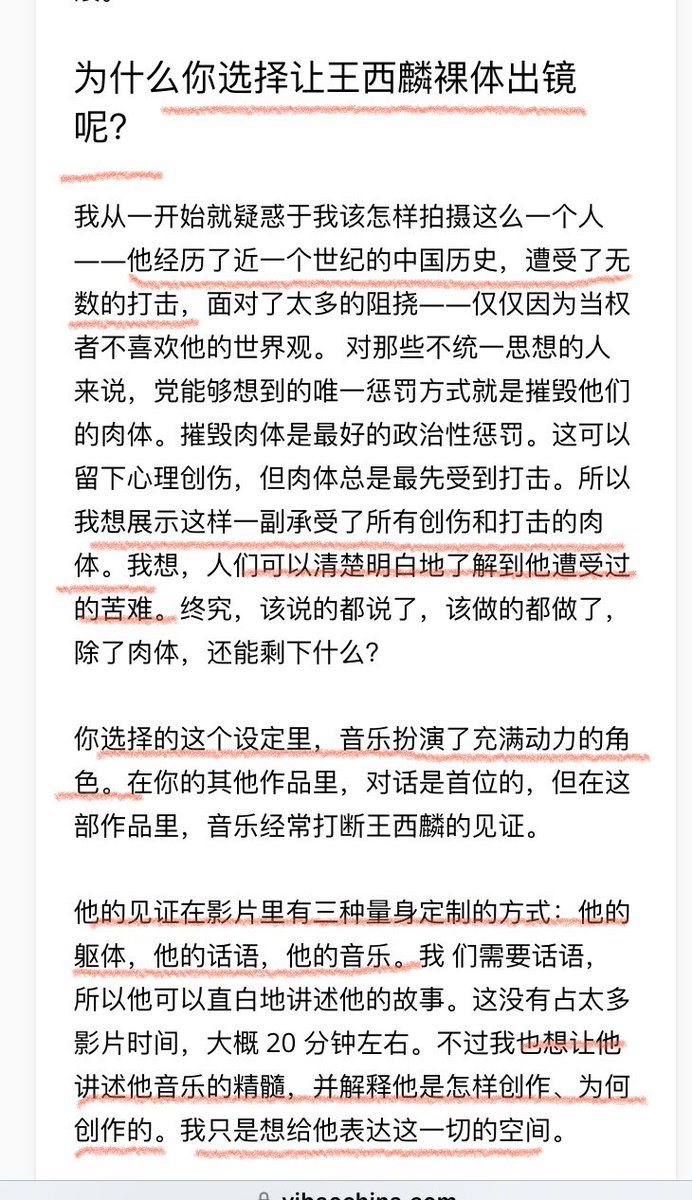 为什么你选择让王西麟裸体出镜
呢？
我从一开始就疑惑于我该怎样拍摄这么一个人
——他经历了近一个世纪的中国历史，遭受了无
数的打击，面对了太多的阻挠——仅仅因为当权
者不喜欢他的世界观。 对那些不统一思想的人
来说，党能够想到的唯一惩罚方式就是摧毁他们
的肉体。摧毁肉体是最好的政治性惩罚。这可以
留下心理创伤，但肉体总是最先受到打击。所以
我想展示这样一副承受了所有创伤和打击的肉
体。我想，人们可以清楚明白地了解到他遭受过
的苦难。终究，该说的都说了，该做的都做了，
除了肉体，还能剩下什么？
你选择的这个设定里，音乐扮演了充满动力的角
色。在你的其他作品里，对话是首位的，但在这
部作品里，音乐经常打断王西麟的见证。
他的见证在影片里有三种量身定制的方式：他的
躯体，他的话语，他的音乐。我 们需要话语，
所以他可以直白地讲述他的故事。这没有占太多
影片时间，大概 20 分钟左右。不过我也想让他
讲述他音乐的精髓，并解释他是怎样创作、为何
创作的。我只是想给他表达这一切的空间。